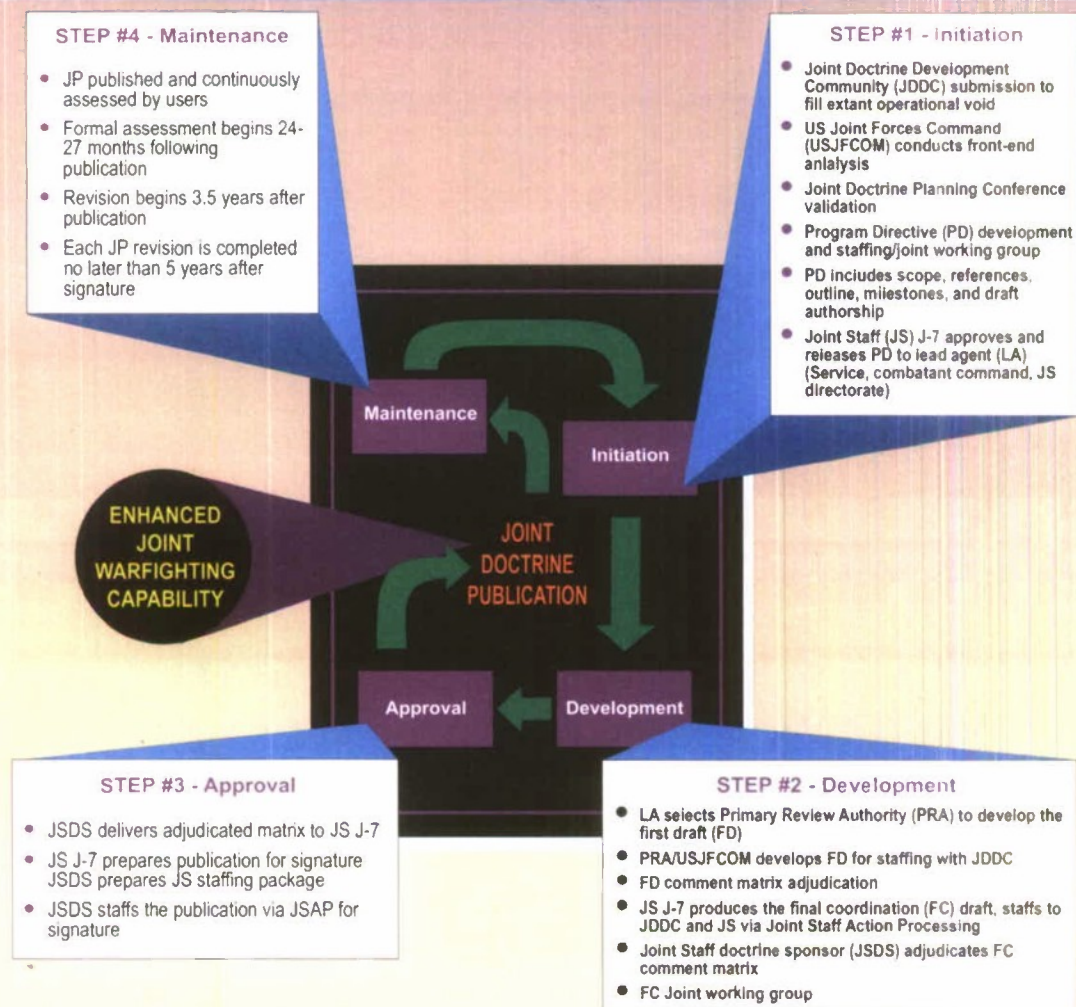 STEP #4 - Maintenance
• JP published and continuously
assessed by users
• Formal assessment begins 24-
27 months following
publication
• Revision begins 3.5 years after
publication
• Each JP revision is completed
no later than 5 years after
signature
STEP #1 - Initiation
• Joint Doctrine Development
Community (JDDC) submission to
fill extant operational void
• US Joint Forces Command
(USJFCOM) conducts front-end
anlalysis
• Joint Doctrine Planning Conference
validation
• Program Directive (PD) development
and staffing/joint working group
• PD includes scope, references,
outline, milestones, and draft
authorship
• Joint Staff (JS) J-7 approves and
releases PD to lead agent (LA)
(Service, combatant command, JS
directorate)
Maintenance
Initiation
ENHANCED
JOINT
WARFIGHTING
CAPABILITY
JOINT
DOCTRINE
PUBLICATION
Approval
Development
STEP #3 - Approval
• JSDS delivers adjudicated matrix to JS J-7
• JS J-7 prepares publication for signature
JSDS prepares JS staffing package
• JSDS staffs the publication via JSAP for
signature
STEP #2 - Development
• LA selects Primary Review Authority (PRA) to develop the
first draft (FD)
• PRA/USJFCOM develops FD for staffing with JDDC
• FD comment matrix adjudication
• JS J-7 produces the final coordination (FC) draft, staffs to
JDDC and JS via Joint Staff Action Processing
• Joint Staff doctrine sponsor (JSDS) adjudicates FC
comment matrix
• FC Joint working group